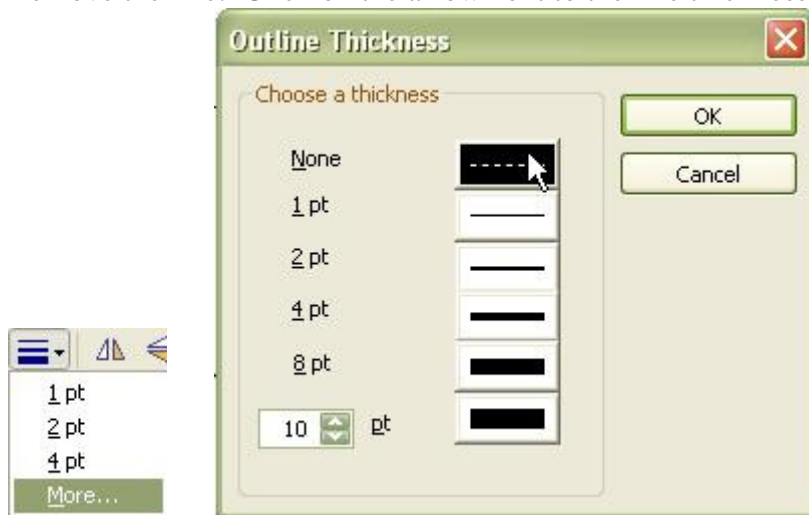 Outline Thickness
Choose a thickness
OK
Cancel
None
1 pt
2 pt
4 pt
8 pt
10 pt
1 pt
2 pt
4 pt
More...